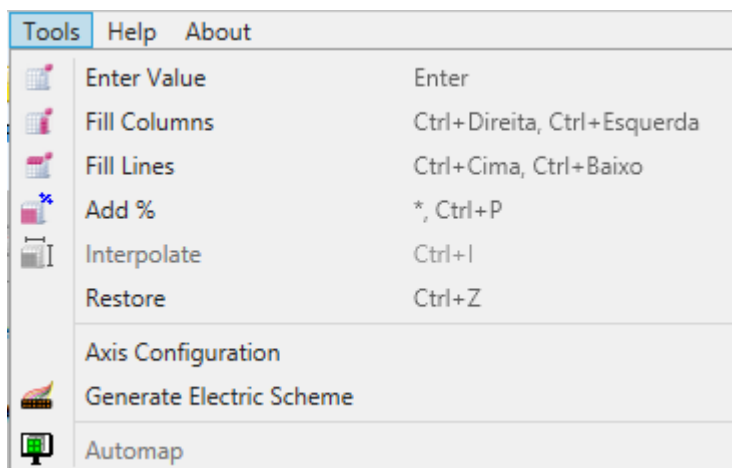 Tools Help About
Enter Value Enter
Fill Columns Ctrl+Direita, Ctrl+Esquerda
Fill Lines Ctrl+Cima, Ctrl+Baixo
Add % *, Ctrl+P
Interpolate Ctrl+I
Restore Ctrl+Z
Axis Configuration
Generate Electric Scheme
Automap